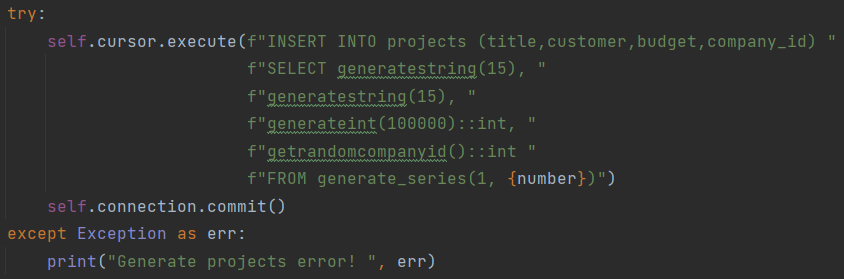 try:
    self.cursor.execute(f"INSERT INTO projects (title,customer,budget,company_id) "
                        f"SELECT generatestring(15), "
                        f"generatestring(15), "
                        f"generateint(100000)::int, "
                        f"getrandomcompanyid()::int "
                        f"FROM generate_series(1, {number})")
    self.connection.commit()
except Exception as err:
    print("Generate projects error! ", err)